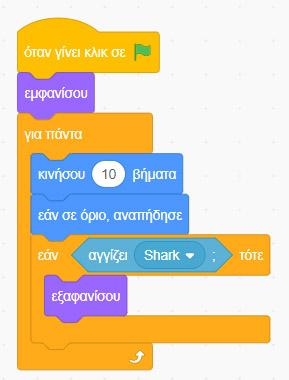 όταν γίνει κλικ σε
εμφανίσου
για πάντα
κινήσου 10 βήματα
εάν σε όριο, αναπήδησε
εάν αγγίζει Shark ; τότε
εξαφανίσου